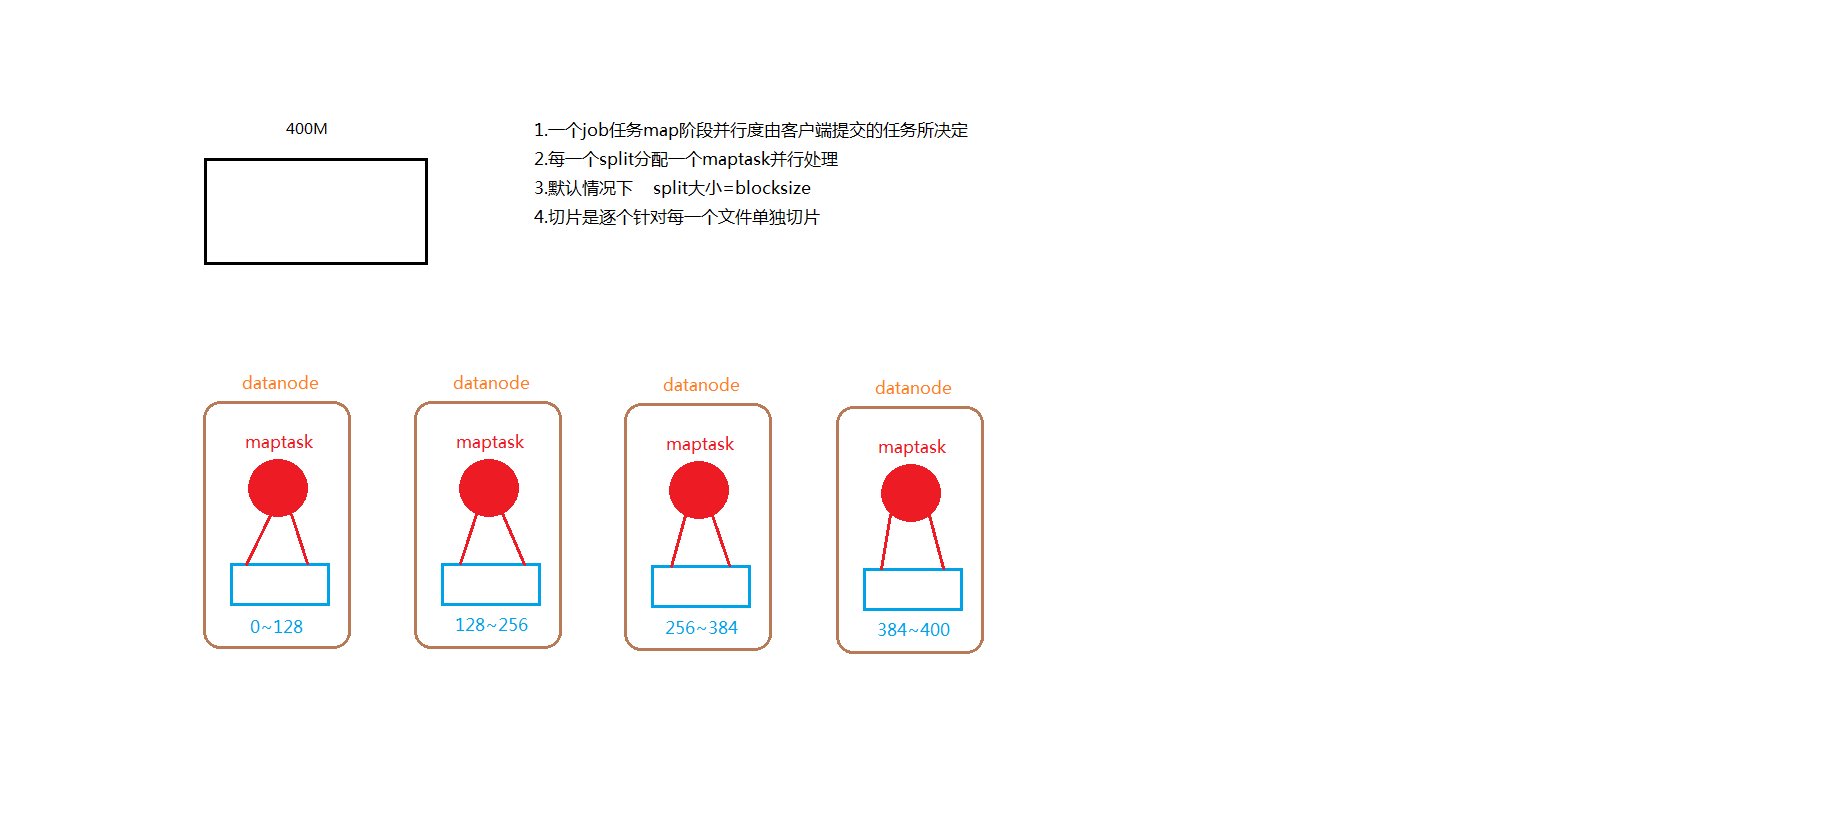 400M
1.一个job任务map阶段并行度由客户端提交的任务所决定
2.每一个split分配一个maptask并行处理
3.默认情况下 split大小=blocksize
4.切片是逐个针对每一个文件单独切片
datanode
datanode
datanode
datanode
maptask
maptask
maptask
maptask
0~128
128~256
256~384
384~400